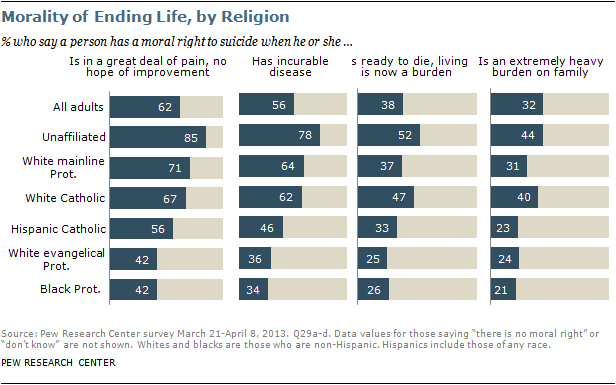 Morality of Ending Life, by Religion
% who say a person has a moral right to suicide when he or she ...
Is in a great deal of pain, no hope of improvement
Has incurable disease
s ready to die, living is now a burden
Is an extremely heavy burden on family
All adults 62 56 38 32
Unaffiliated 85 78 52 44
White mainline Prot. 71 64 37 31
White Catholic 67 62 47 40
Hispanic Catholic 56 46 33 23
White evangelical Prot. 42 36 25 24
Black Prot. 42 34 26 21
Source: Pew Research Center survey March 21-April 8, 2013. Q29a-d. Data values for those saying “there is no moral right” or
“don’t know” are not shown. Whites and blacks are those who are non-Hispanic. Hispanics include those of any race.
PEW RESEARCH CENTER